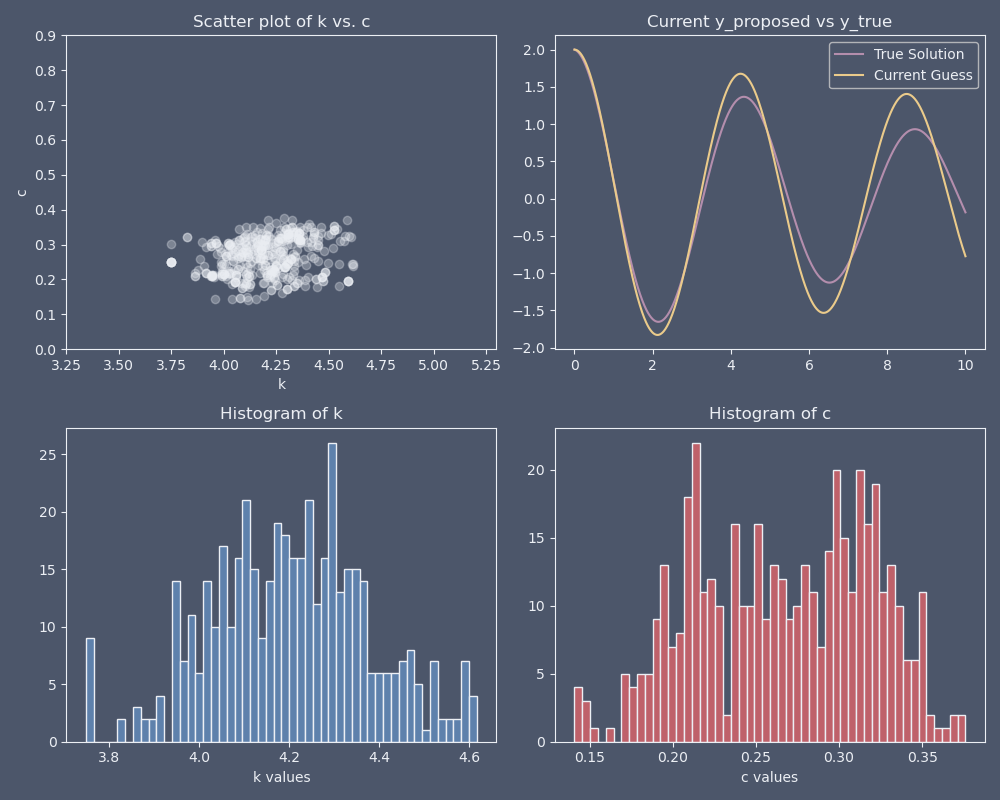 Scatter plot of k vs. c
0.9
0.8
0.7
0.6
0.5
0.4
0.3
0.2
0.1
0.0
c
3.25 3.50 3.75 4.00 4.25 4.50 4.75 5.00 5.25
k
Current y_proposed vs y_true
True Solution
Current Guess
2.0
1.5
1.0
0.5
0.0
−0.5
−1.0
−1.5
−2.0
0 2 4 6 8 10
Histogram of k
25
20
15
10
5
0
3.8 4.0 4.2 4.4 4.6
k values
Histogram of c
20
15
10
5
0
0.15 0.20 0.25 0.30 0.35
c values